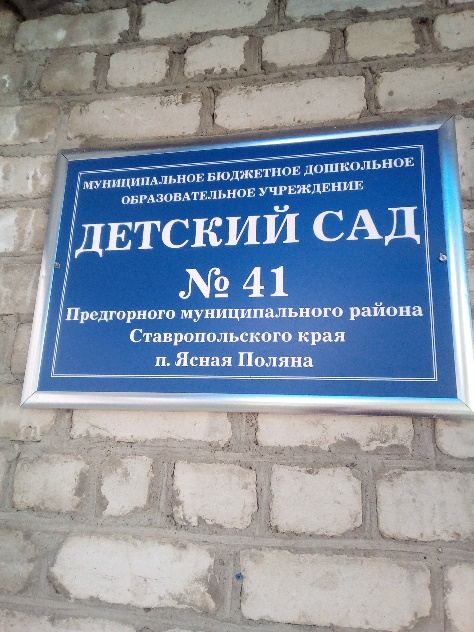 МУНИЦИПАЛЬНОЕ БЮДЖЕТНОЕ ДОШКОЛЬНОЕ
ОБРАЗОВАТЕЛЬНОЕ УЧРЕЖДЕНИЕ
ДЕТСКИЙ САД
№ 41
Предгорного муниципального района
Ставропольского края
п. Ясная Поляна